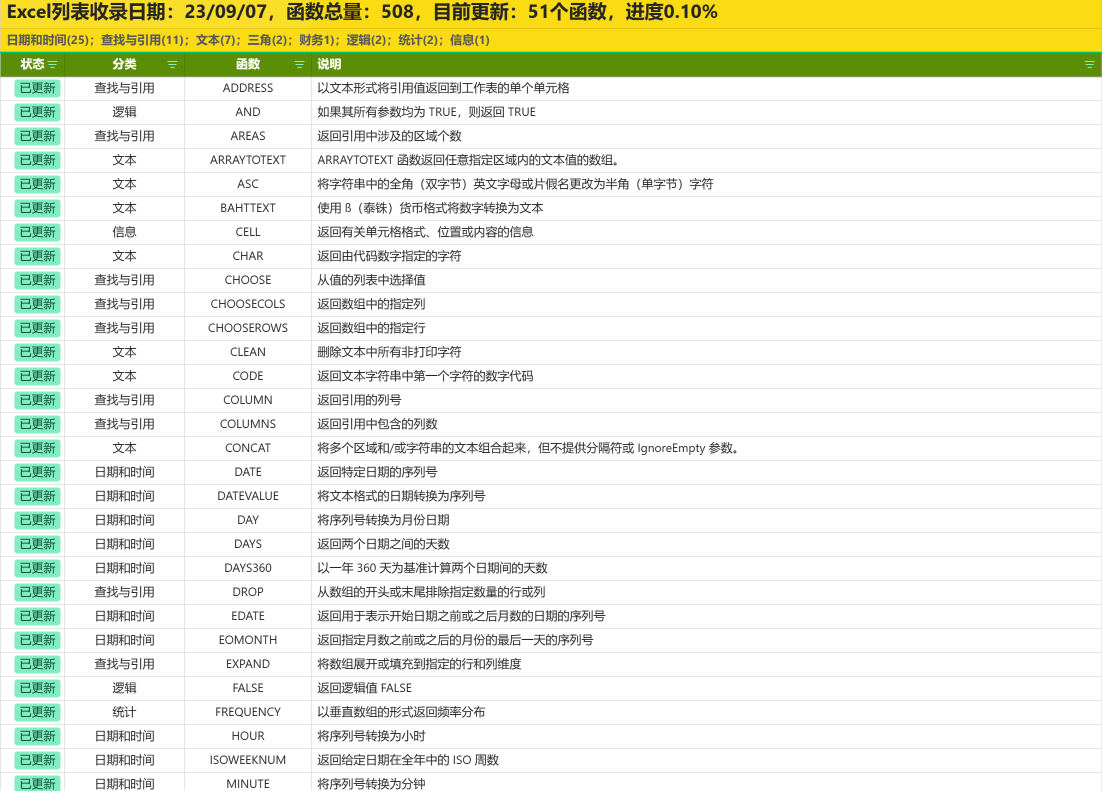 Excel列表收录日期：23/09/07，函数总量：508，目前更新：51个函数，进度0.10%
日期和时间(25)；查找与引用(11)；文本(7)；三角(2)；财务1)；逻辑(2)；统计(2)；信息(1)
状态 分类 函数 说明
已更新 查找与引用 ADDRESS 以文本形式将引用值返回到工作表的单个单元格
已更新 逻辑 AND 如果其所有参数均为 TRUE，则返回 TRUE
已更新 查找与引用 AREAS 返回引用中涉及的区域个数
已更新 文本 ARRAYTOTEXT ARRAYTOTEXT 函数返回任意指定区域内的文本值的数组。
已更新 文本 ASC 将字符串中的全角（双字节）英文字母或片假名更改为半角（单字节）字符
已更新 文本 BAHTTEXT 使用 ß（泰铢）货币格式将数字转换为文本
已更新 信息 CELL 返回有关单元格格式、位置或内容的信息
已更新 文本 CHAR 返回由代码数字指定的字符
已更新 查找与引用 CHOOSE 从值的列表中选择值
已更新 查找与引用 CHOOSECOLS 返回数组中的指定列
已更新 查找与引用 CHOOSEROWS 返回数组中的指定行
已更新 文本 CLEAN 删除文本中所有非打印字符
已更新 文本 CODE 返回文本字符串中第一个字符的数字代码
已更新 查找与引用 COLUMN 返回引用的列号
已更新 查找与引用 COLUMNS 返回引用中包含的列数
已更新 文本 CONCAT 将多个区域和/或字符串的文本组合起来，但不提供分隔符或 IgnoreEmpty 参数。
已更新 日期和时间 DATE 返回特定日期的序列号
已更新 日期和时间 DATEVALUE 将文本格式的日期转换为序列号
已更新 日期和时间 DAY 将序列号转换为月份日期
已更新 日期和时间 DAYS 返回两个日期之间的天数
已更新 日期和时间 DAYS360 以一年 360 天为基准计算两个日期间的天数
已更新 查找与引用 DROP 从数组的开头或末尾排除指定数量的行或列
已更新 日期和时间 EDATE 返回用于表示开始日期之前或之后月数的日期的序列号
已更新 日期和时间 EOMONTH 返回指定月数之前或之后的月份的最后一天的序列号
已更新 查找与引用 EXPAND 将数组展开或填充到指定的行和列维度
已更新 逻辑 FALSE 返回逻辑值 FALSE
已更新 统计 FREQUENCY 以垂直数组的形式返回频率分布
已更新 日期和时间 HOUR 将序列号转换为小时
已更新 日期和时间 ISOWEEKNUM 返回给定日期在全年中的 ISO 周数
已更新 日期和时间 MINUTE 将序列号转换为分钟